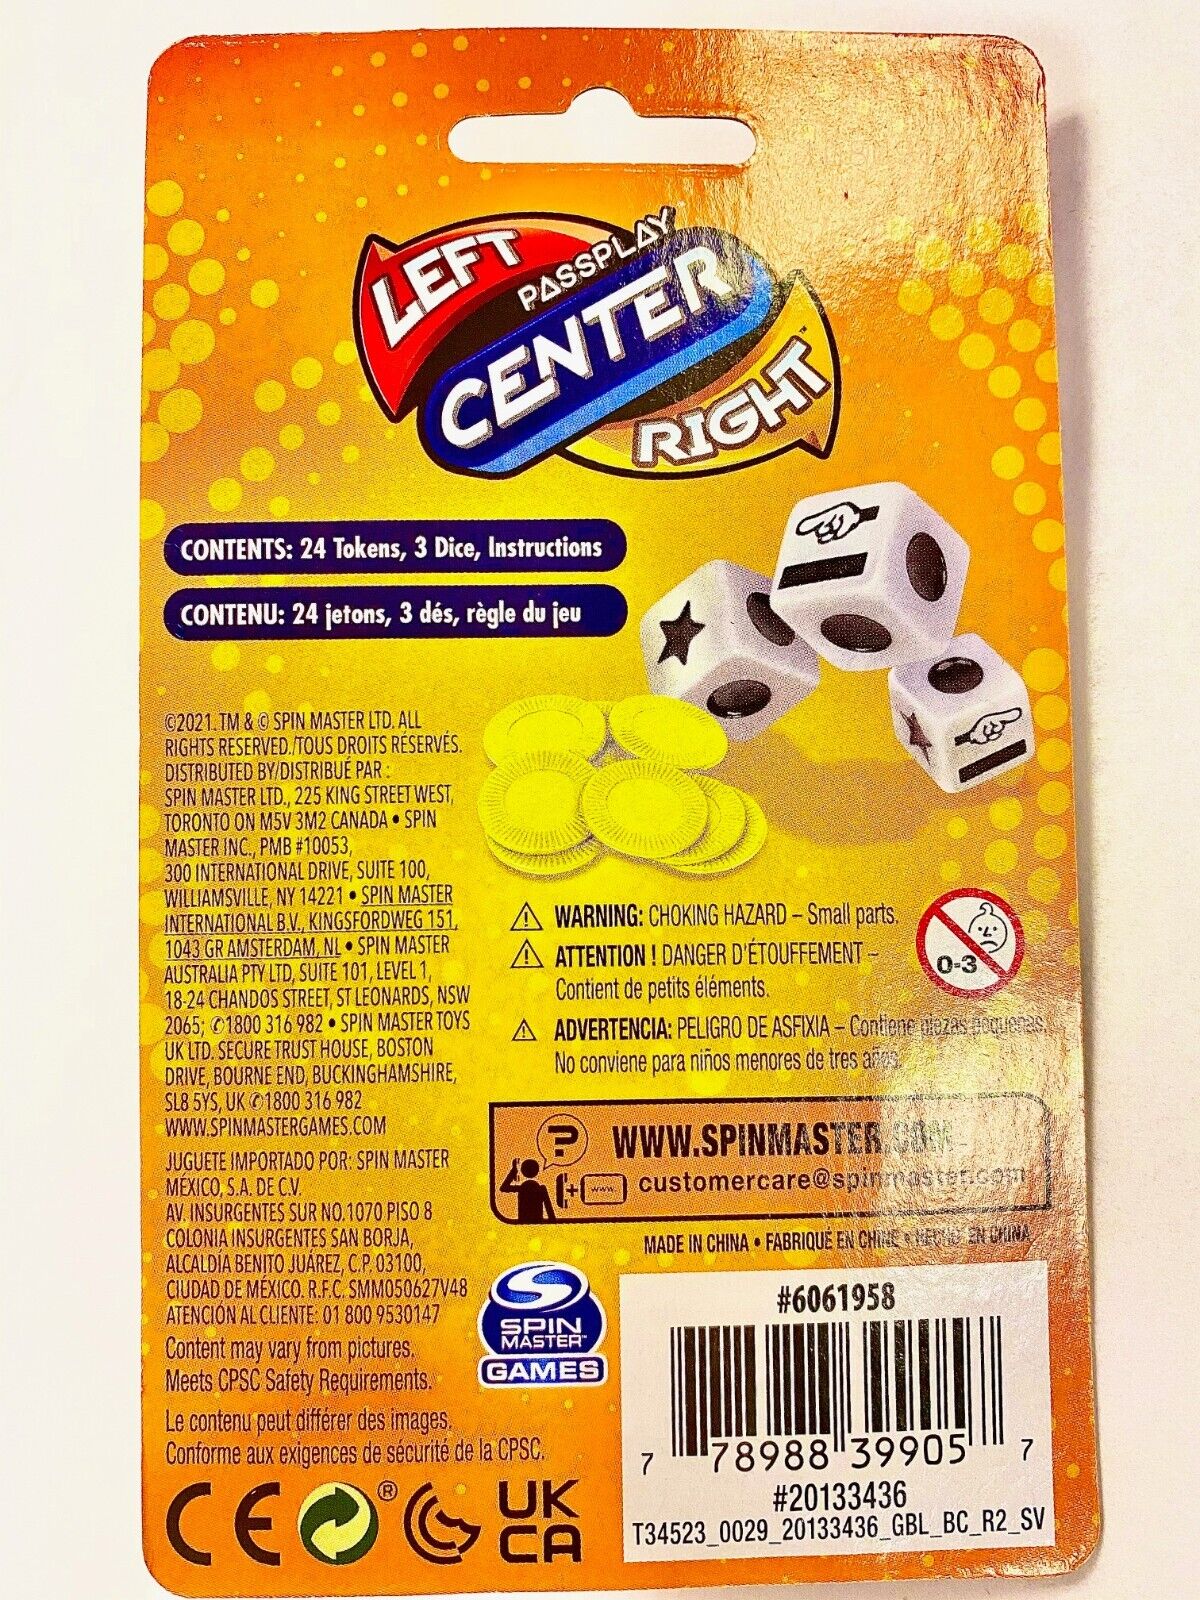 LEFT
PASSPLAY
CENTER
RIGHT™
CONTENTS: 24 Tokens, 3 Dice, Instructions
CONTENU: 24 jetons, 3 dés, règle du jeu
©2021. TM & © SPIN MASTER LTD. ALL
RIGHTS RESERVED./TOUS DROITS RÉSERVÉS.
DISTRIBUTED BY/DISTRIBUÉ PAR :
SPIN MASTER LTD., 225 KING STREET WEST,
TORONTO ON M5V 3M2 CANADA • SPIN
MASTER INC., PMB #10053,
300 INTERNATIONAL DRIVE, SUITE 100,
WILLIAMSVILLE, NY 14221 • SPIN MASTER
INTERNATIONAL B.V., KINGSFORDWEG 151,
1043 GR AMSTERDAM, NL • SPIN MASTER
AUSTRALIA PTY LTD, SUITE 101, LEVEL 1,
18-24 CHANDOS STREET, ST LEONARDS, NSW
2065; ✆1800 316 982 • SPIN MASTER TOYS
UK LTD. SECURE TRUST HOUSE, BOSTON
DRIVE, BOURNE END, BUCKINGHAMSHIRE,
SL8 5YS, UK ✆1800 316 982
WWW.SPINMASTERGAMES.COM
JUGUETE IMPORTADO POR: SPIN MASTER
MÉXICO, S.A. DE C.V.
AV. INSURGENTES SUR NO.1070 PISO 8
COLONIA INSURGENTES SAN BORJA,
ALCALDÍA BENITO JUÁREZ, C.P. 03100,
CIUDAD DE MÉXICO. R.F.C. SMM050627V48
ATENCIÓN AL CLIENTE: 01 800 9530147
Content may vary from pictures.
Meets CPSC Safety Requirements.
Le contenu peut différer des images.
Conforme aux exigences de sécurité de la CPSC.
CE
®
UK
CA
⚠ WARNING: CHOKING HAZARD – Small parts.
⚠ ATTENTION ! DANGER D'ÉTOUFFEMENT –
Contient de petits éléments.
⚠ ADVERTENCIA: PELIGRO DE ASFIXIA – Contiene piezas pequeñas.
No conviene para niños menores de tres años.
0-3
?
WWW.SPINMASTER.COM
www.
customercare@spinmaster.com
MADE IN CHINA • FABRIQUÉ EN CHINE • HECHO EN CHINA
SPIN
MASTER™
GAMES
#6061958
7 78988 39905 7
#20133436
T34523_0029_20133436_GBL_BC_R2_SV